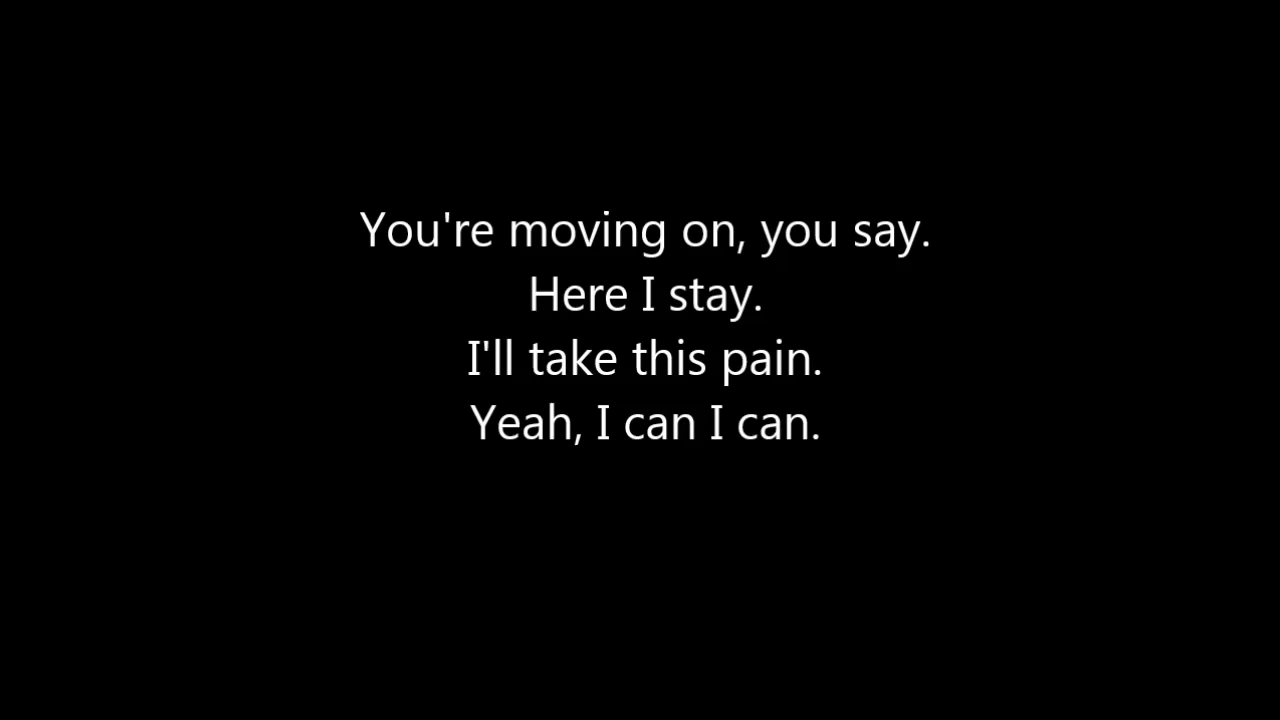 You're moving on, you say.
Here I stay.
I'll take this pain.
Yeah, I can I can.